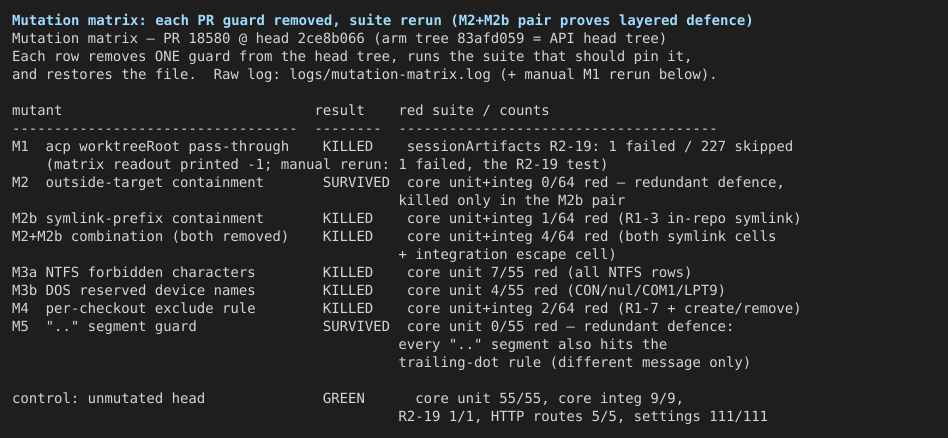 Mutation matrix: each PR guard removed, suite rerun (M2+M2b pair proves layered defence)
Mutation matrix — PR 18580 @ head 2ce8b066 (arm tree 83afd059 = API head tree)
Each row removes ONE guard from the head tree, runs the suite that should pin it,
and restores the file.  Raw log: logs/mutation-matrix.log (+ manual M1 rerun below).

mutant                              result    red suite / counts
----------------------------------  --------  --------------------------------------
M1  acp worktreeRoot pass-through    KILLED    sessionArtifacts R2-19: 1 failed / 227 skipped
    (matrix readout printed -1; manual rerun: 1 failed, the R2-19 test)
M2  outside-target containment       SURVIVED  core unit+integ 0/64 red — redundant defence,
                                              killed only in the M2b pair
M2b symlink-prefix containment       KILLED    core unit+integ 1/64 red (R1-3 in-repo symlink)
M2+M2b combination (both removed)    KILLED    core unit+integ 4/64 red (both symlink cells
                                              + integration escape cell)
M3a NTFS forbidden characters        KILLED    core unit 7/55 red (all NTFS rows)
M3b DOS reserved device names        KILLED    core unit 4/55 red (CON/nul/COM1/LPT9)
M4  per-checkout exclude rule        KILLED    core unit+integ 2/64 red (R1-7 + create/remove)
M5  ".." segment guard               SURVIVED  core unit 0/55 red — redundant defence:
                                              every ".." segment also hits the
                                              trailing-dot rule (different message only)

control: unmutated head              GREEN      core unit 55/55, core integ 9/9,
                                              R2-19 1/1, HTTP routes 5/5, settings 111/111